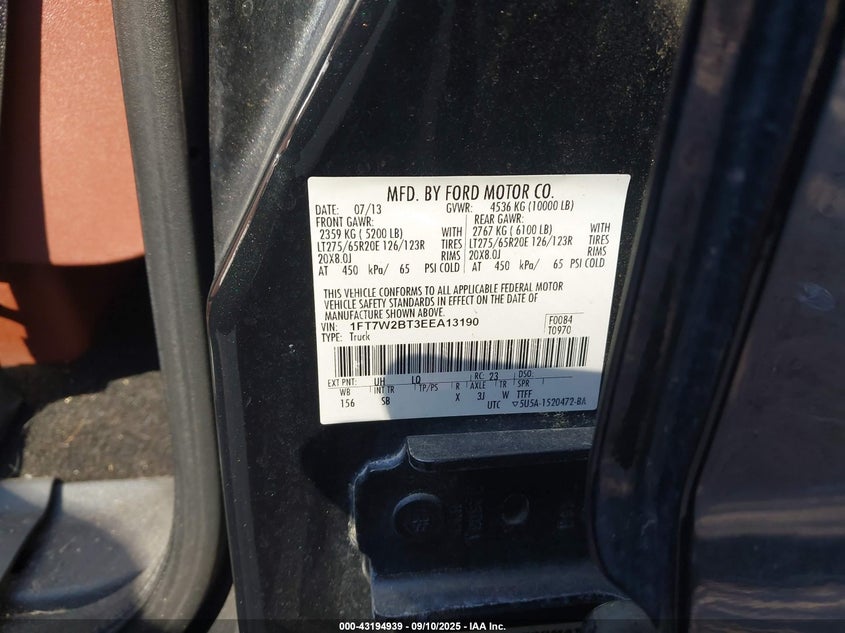 MFD. BY FORD MOTOR CO.
DATE: 07/13 GVWR: 4536 KG (10000 LB)
FRONT GAWR: REAR GAWR:
2359 KG ( 5200 LB) WITH 2767 KG ( 6100 LB) WITH
LT275/65R20E 126/123R TIRES LT275/65R20E 126/123R TIRES
20X8.0J RIMS 20X8.0J RIMS
AT 450 kPa/ 65 PSI COLD AT 450 kPa/ 65 PSI COLD
THIS VEHICLE CONFORMS TO ALL APPLICABLE FEDERAL MOTOR
VEHICLE SAFETY STANDARDS IN EFFECT ON THE DATE OF
MANUFACTURE SHOWN ABOVE.
VIN: 1FT7W2BT3EEA13190 F0084
TYPE: Truck T0970
EXT PNT: UH LQ RC: 23 DSO:
WB INT TR TP/PS R AXLE TR SPR
156 SB X 3J W TTFF
UTC ▽5U5A-1520472-BA
000-43194939 - 09/10/2025 - IAA Inc.